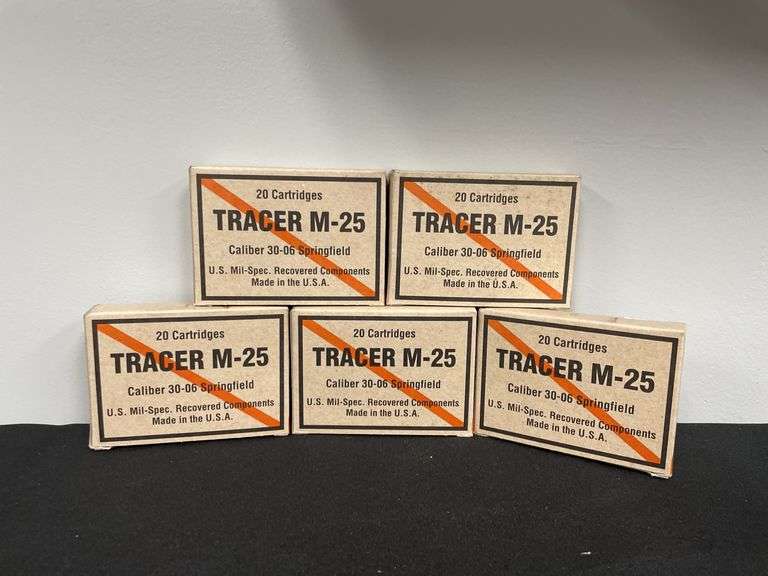 20 Cartridges
TRACER M-25
Caliber 30-06 Springfield
U.S. Mil-Spec. Recovered Components
Made in the U.S.A.
20 Cartridges
TRACER M-25
Caliber 30-06 Springfield
U.S. Mil-Spec. Recovered Components
Made in the U.S.A.
20 Cartridges
TRACER M-25
Caliber 30-06 Springfield
U.S. Mil-Spec. Recovered Components
Made in the U.S.A.
20 Cartridges
TRACER M-25
Caliber 30-06 Springfield
U.S. Mil-Spec. Recovered Components
Made in the U.S.A.
20 Cartridges
TRACER M-25
Caliber 30-06 Springfield
U.S. Mil-Spec. Recovered Components
Made in the U.S.A.